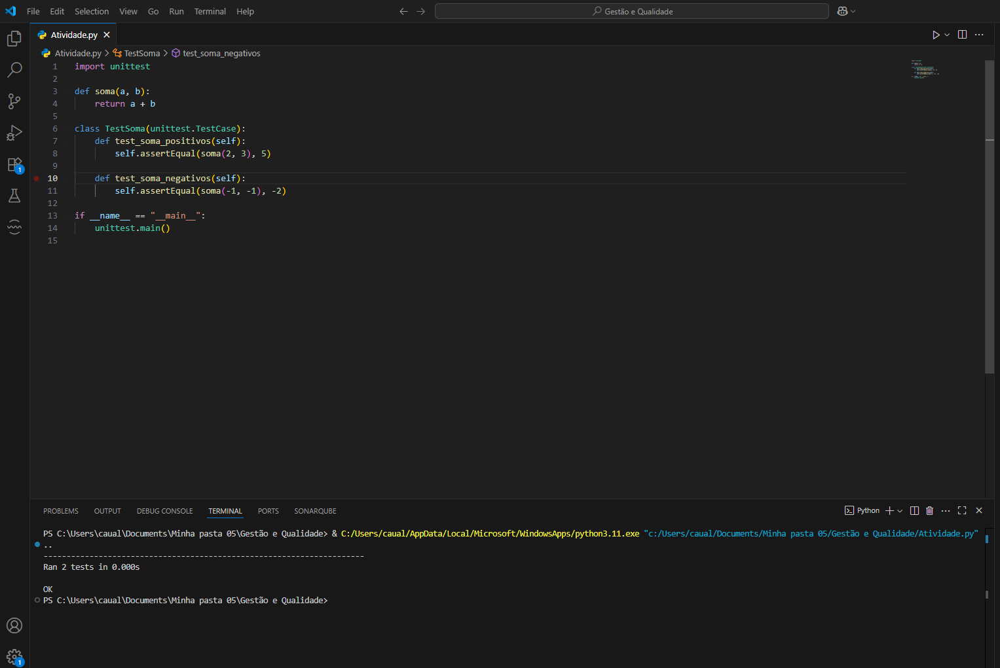 File Edit Selection View Go Run Terminal Help Gestão e Qualidade
Atividade.py
Atividade.py > TestSoma > test_soma_negativos
1 import unittest
2
3 def soma(a, b):
4     return a + b
5
6 class TestSoma(unittest.TestCase):
7     def test_soma_positivos(self):
8         self.assertEqual(soma(2, 3), 5)
9
10     def test_soma_negativos(self):
11         self.assertEqual(soma(-1, -1), -2)
12
13 if __name__ == "__main__":
14     unittest.main()
15
1
PROBLEMS OUTPUT DEBUG CONSOLE TERMINAL PORTS SONARQUBE Python
PS C:\Users\caual\Documents\Minha pasta 05\Gestão e Qualidade> & C:/Users/caual/AppData/Local/Microsoft/WindowsApps/python3.11.exe "c:/Users/caual/Documents/Minha pasta 05/Gestão e Qualidade/Atividade.py"
..
----------------------------------------------------------------------
Ran 2 tests in 0.000s

OK
PS C:\Users\caual\Documents\Minha pasta 05\Gestão e Qualidade>
1